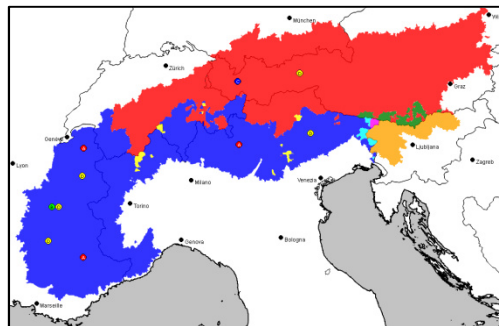 München
Zürich
Graz
Genève
Lyon
Ljubljana
Zagreb
Milano
Venezia
Torino
Genova
Bologna
Marseille